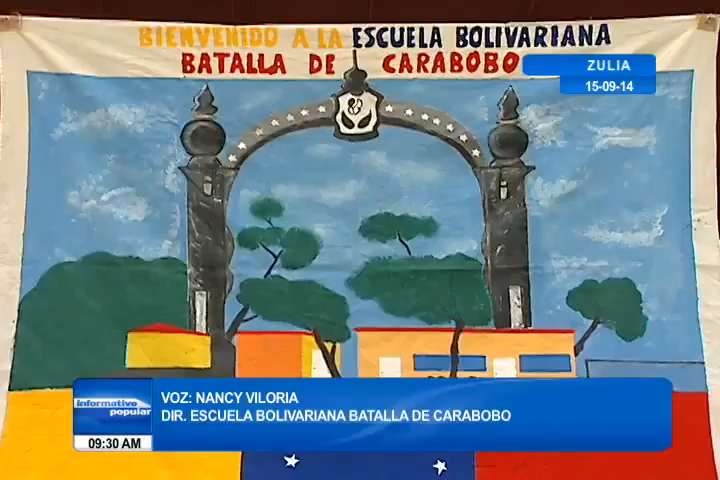 BIENVENIDO A LA ESCUELA BOLIVARIANA
BATALLA DE CARABOBO
ZULIA
15-09-14
VOZ: NANCY VILORIA
DIR. ESCUELA BOLIVARIANA BATALLA DE CARABOBO
informativo
popular
09:30 AM